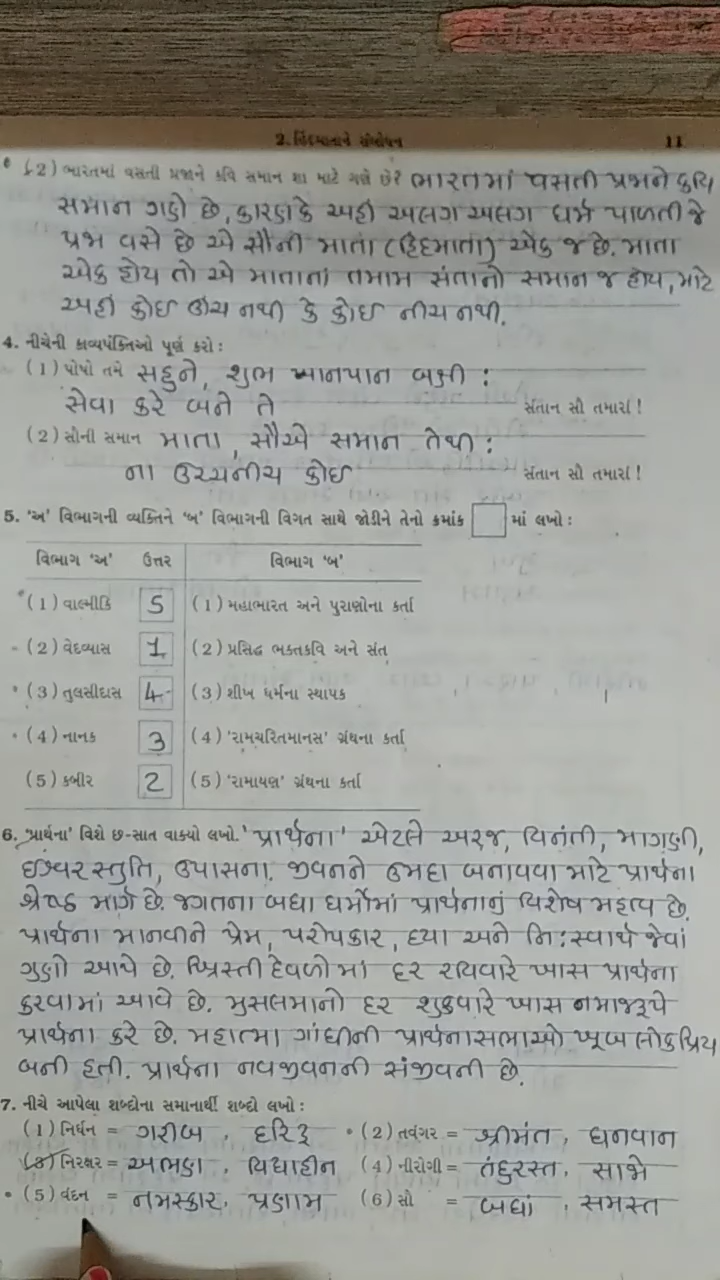 2. હિંદમાતાને સંબોધન 11
(2) ભારતમાં વસતી પ્રજાને કવિ સમાન શા માટે ગણે છે? ભારતમાં વસતી પ્રજાને કવિ
સમાન ગણે છે, કારણકે અહીં અલગ અલગ ધર્મ પાળતી જે
પ્રજા વસે છે એ સૌની માતા (હિંદમાતા) એક જ છે. માતા
એક હોય તો એ માતાનાં તમામ સંતાનો સમાન જ હોય, માટે
અહીં કોઈ ઊંચ નથી કે કોઈ નીચ નથી.
4. નીચેની કાવ્યપંક્તિઓ પૂર્ણ કરો :
(1) પોષો તમે સહુને, શુભ ખાનપાન બક્ષી :
સેવા કરે બને તે સંતાન સૌ તમારાં !
(2) સૌની સમાન માતા, સૌએ સમાન તેથી :
ના ઉચ્ચનીચ કોઈ સંતાન સૌ તમારાં !
5. 'અ' વિભાગની વ્યક્તિને 'બ' વિભાગની વિગત સાથે જોડીને તેનો ક્રમાંક માં લખો :
વિભાગ 'અ' ઉત્તર વિભાગ 'બ'
(1) વાલ્મીકિ 5 (1) મહાભારત અને પુરાણોના કર્તા
(2) વેદવ્યાસ 1 (2) પ્રસિદ્ધ ભક્તકવિ અને સંત
(3) તુલસીદાસ 4 (3) શીખ ધર્મના સ્થાપક
(4) નાનક 3 (4) 'રામચરિતમાનસ' ગ્રંથના કર્તા
(5) કબીર 2 (5) 'રામાયણ' ગ્રંથના કર્તા
6. 'પ્રાર્થના' વિશે છ-સાત વાક્યો લખો. 'પ્રાર્થના' એટલે અરજ, વિનંતી, માગણી,
ઈશ્વરસ્તુતિ, ઉપાસના. જીવનને ઉમદા બનાવવા માટે પ્રાર્થના
શ્રેષ્ઠ માર્ગ છે. જગતના બધા ધર્મોમાં પ્રાર્થનાનું વિશેષ મહત્વ છે.
પ્રાર્થના માનવીને પ્રેમ, પરોપકાર, દયા અને નિ:સ્વાર્થ જેવાં
ગુણો આપે છે. ખ્રિસ્તી દેવળોમાં દર રવિવારે ખાસ પ્રાર્થના
કરવામાં આવે છે. મુસલમાનો દર શુક્રવારે ખાસ નમાજરૂપે
પ્રાર્થના કરે છે. મહાત્મા ગાંધીની પ્રાર્થનાસભાઓ ખૂબ લોકપ્રિય
બની હતી. પ્રાર્થના નવજીવનની સંજીવની છે.
7. નીચે આપેલા શબ્દોના સમાનાર્થી શબ્દો લખો :
(1) નિર્ધન = ગરીબ, દરિદ્ર (2) તવંગર = શ્રીમંત, ધનવાન
(3) નિરક્ષર = અભણ, વિદ્યાહીન (4) નીરોગી = તંદુરસ્ત, સાજો
(5) વંદન = નમસ્કાર, પ્રણામ (6) સૌ = બધાં, સમસ્ત